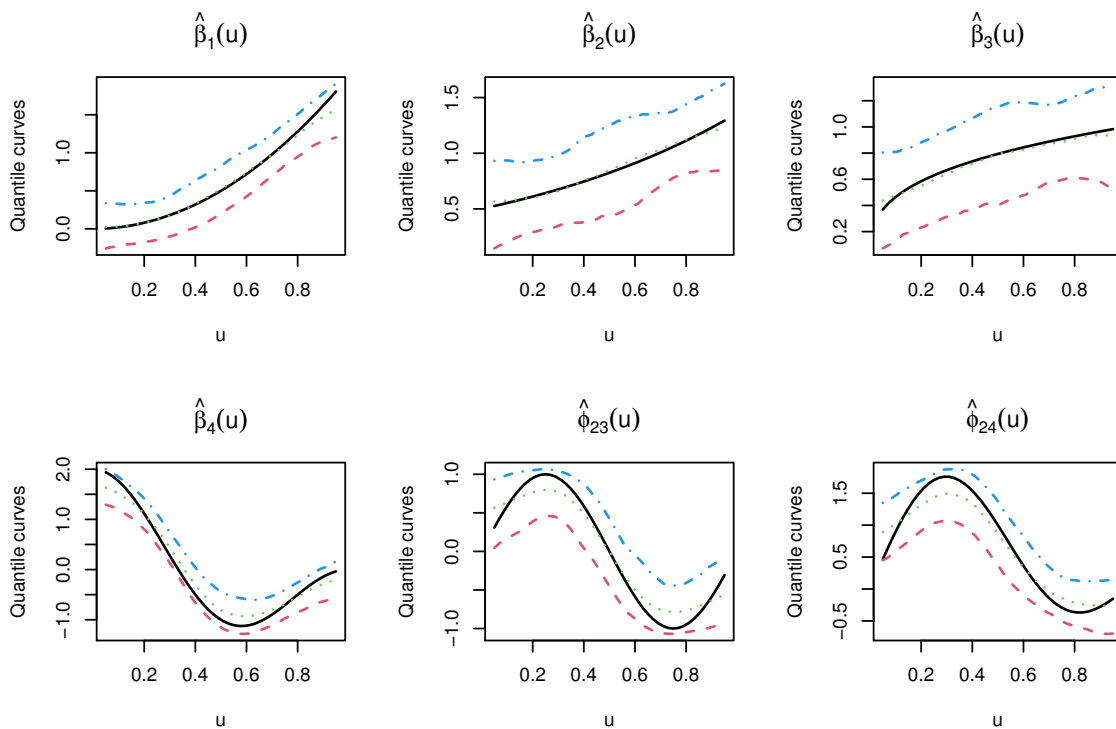 β̂₁(u)
Quantile curves
0.0
1.0
0.2 0.4 0.6 0.8
u
β̂₂(u)
Quantile curves
0.5
1.0
1.5
0.2 0.4 0.6 0.8
u
β̂₃(u)
Quantile curves
0.2
0.6
1.0
0.2 0.4 0.6 0.8
u
β̂₄(u)
Quantile curves
−1.0
0.0
1.0
2.0
0.2 0.4 0.6 0.8
u
ϕ̂₂₃(u)
Quantile curves
−1.0
0.0
1.0
0.2 0.4 0.6 0.8
u
ϕ̂₂₄(u)
Quantile curves
−0.5
0.5
1.5
0.2 0.4 0.6 0.8
u